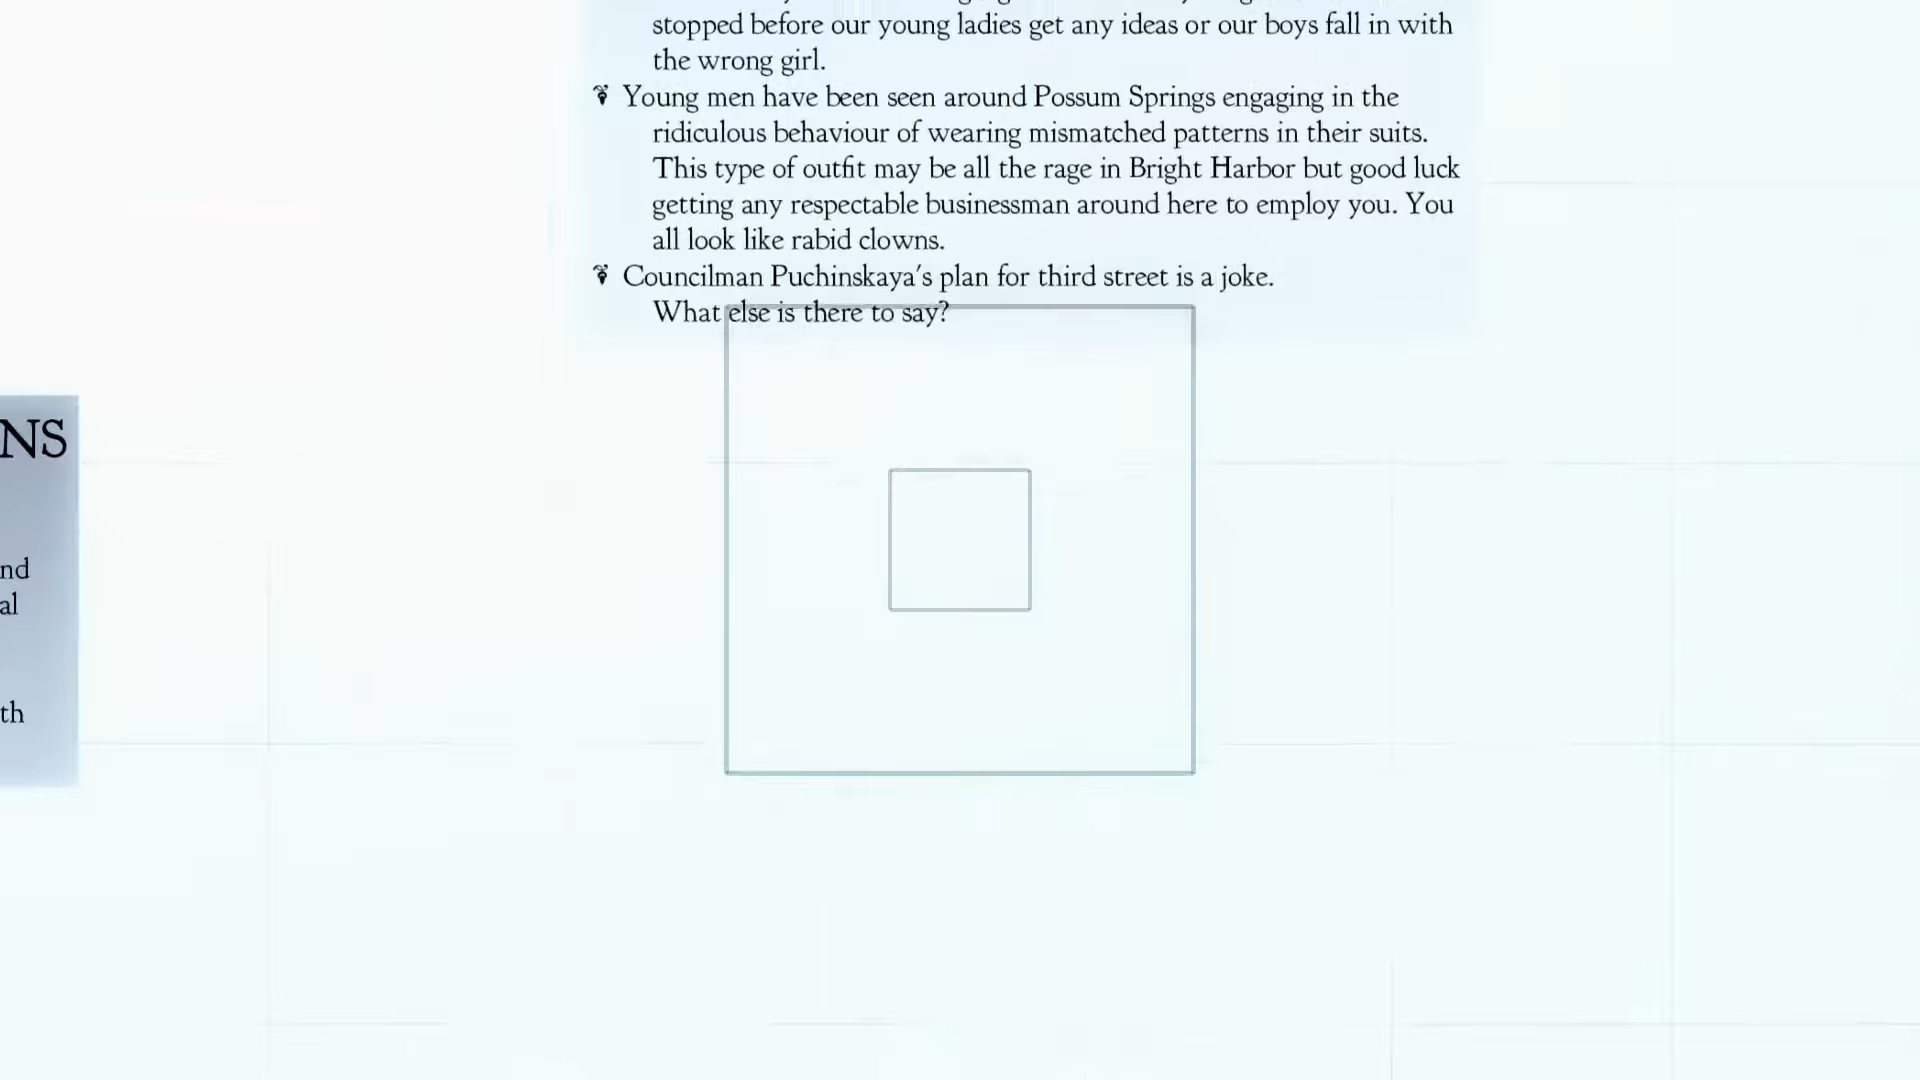 stopped before our young ladies get any ideas or our boys fall in with
the wrong girl.
Young men have been seen around Possum Springs engaging in the
ridiculous behaviour of wearing mismatched patterns in their suits.
This type of outfit may be all the rage in Bright Harbor but good luck
getting any respectable businessman around here to employ you. You
all look like rabid clowns.
Councilman Puchinskaya's plan for third street is a joke.
What else is there to say?
NS
nd
al
th